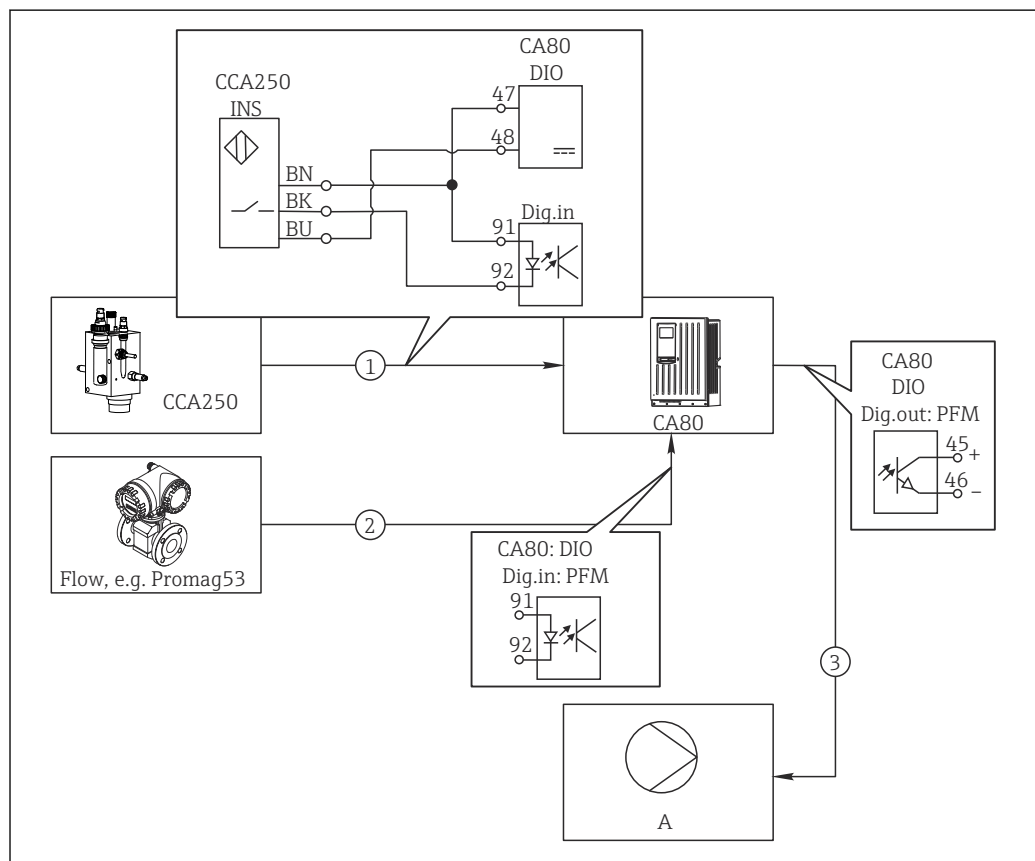 CA80
DIO
CCA250
INS
47
48
BN
BK
BU
Dig.in
91
92
1
CCA250
CA80
CA80
DIO
Dig.out: PFM
45 +
46 −
2
Flow, e.g. Promag53
CA80: DIO
Dig.in: PFM
91
92
3
A